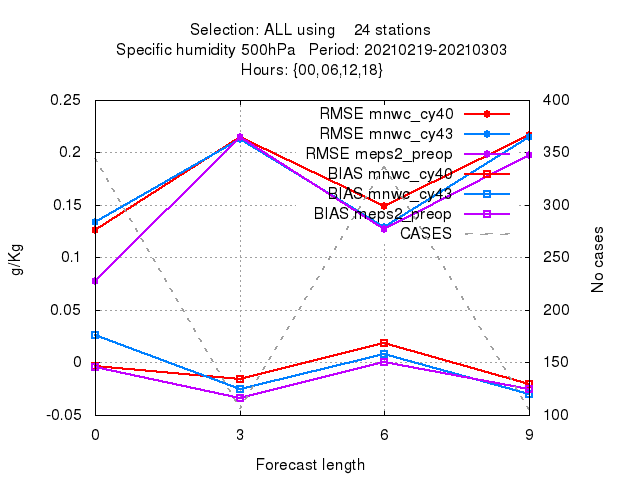 Selection: ALL using 24 stations
Specific humidity 500hPa Period: 20210219-20210303
Hours: {00,06,12,18}
0.25
0.2
0.15
0.1
0.05
0
-0.05
g/Kg
RMSE mnwc_cy40
RMSE mnwc_cy43
RMSE meps2_preop
BIAS mnwc_cy40
BIAS mnwc_cy43
BIAS meps2_preop
CASES
400
350
300
250
200
150
100
No cases
0 3 6 9
Forecast length